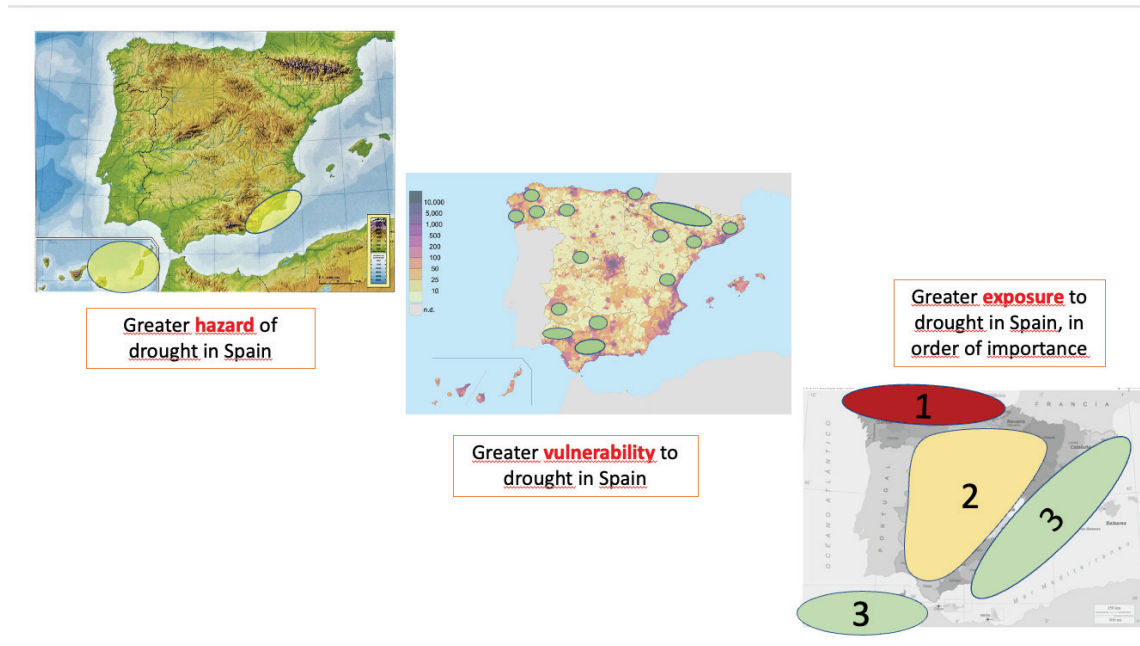 Greater hazard of
drought in Spain
10,000
5,000
1,000
500
200
100
50
25
10
n.d.
Greater vulnerability to
drought in Spain
Greater exposure to
drought in Spain, in
order of importance
1
FRANCIA
OCEANO ATLÁNTICO
PORTUGAL
2
3
Baleares
Mar Mediterraneo
3